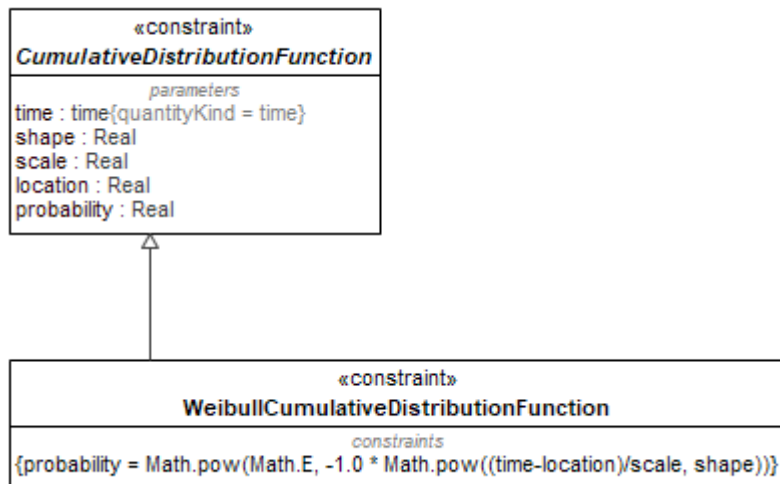 «constraint»
CumulativeDistributionFunction
parameters
time : time{quantityKind = time}
shape : Real
scale : Real
location : Real
probability : Real
«constraint»
WeibullCumulativeDistributionFunction
constraints
{probability = Math.pow(Math.E, -1.0 * Math.pow((time-location)/scale, shape))}